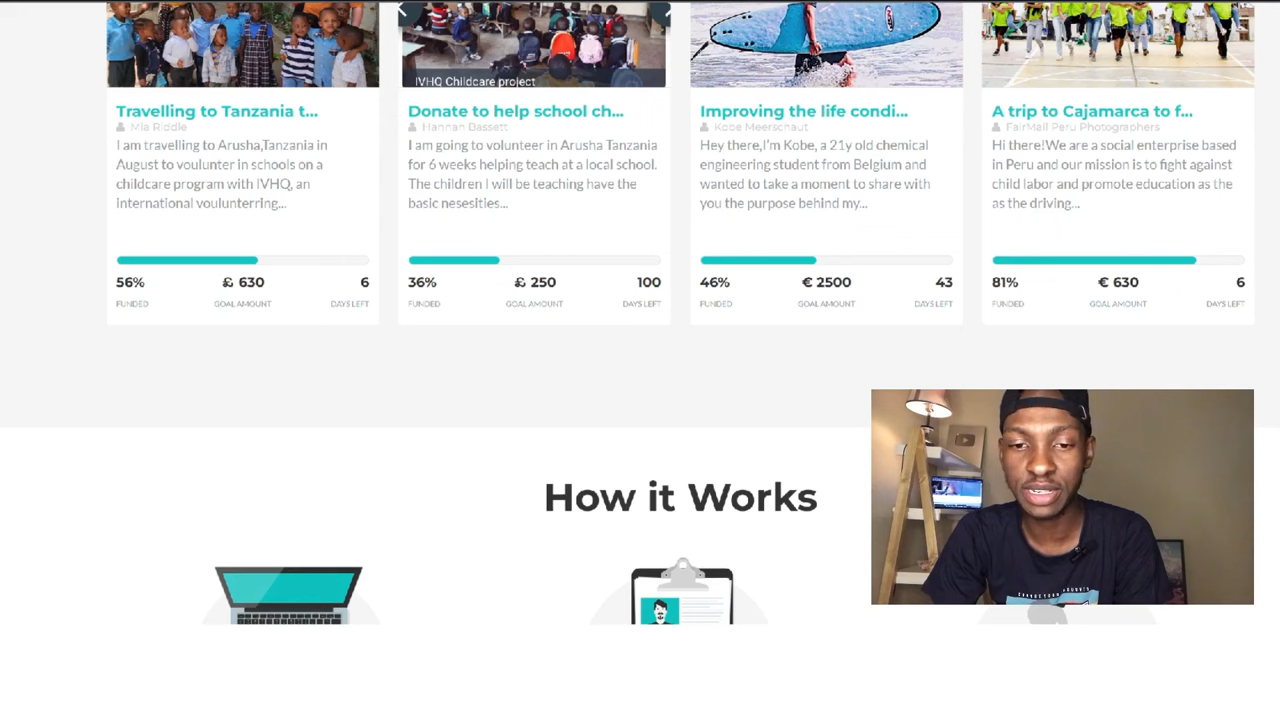 IVHQ Childcare project
Travelling to Tanzania t...
Mia Riddle
I am travelling to Arusha,Tanzania in
August to voulunter in schools on a
childcare program with IVHQ, an
international voulunterring...
56%
£ 630
6
FUNDED
GOAL AMOUNT
DAYS LEFT
Donate to help school ch...
Hannan Bassett
I am going to volunteer in Arusha Tanzania
for 6 weeks helping teach at a local school.
The children I will be teaching have the
basic nesesities...
36%
£ 250
100
FUNDED
GOAL AMOUNT
DAYS LEFT
Improving the life condi...
Kobe Meerschaut
Hey there,I'm Kobe, a 21y old chemical
engineering student from Belgium and
wanted to take a moment to share with
you the purpose behind my...
46%
€ 2500
43
FUNDED
GOAL AMOUNT
DAYS LEFT
A trip to Cajamarca to f...
FairMail Peru Photographers
Hi there!We are a social enterprise based
in Peru and our mission is to fight against
child labor and promote education as the
as the driving...
81%
€ 630
6
FUNDED
GOAL AMOUNT
DAYS LEFT
How it Works